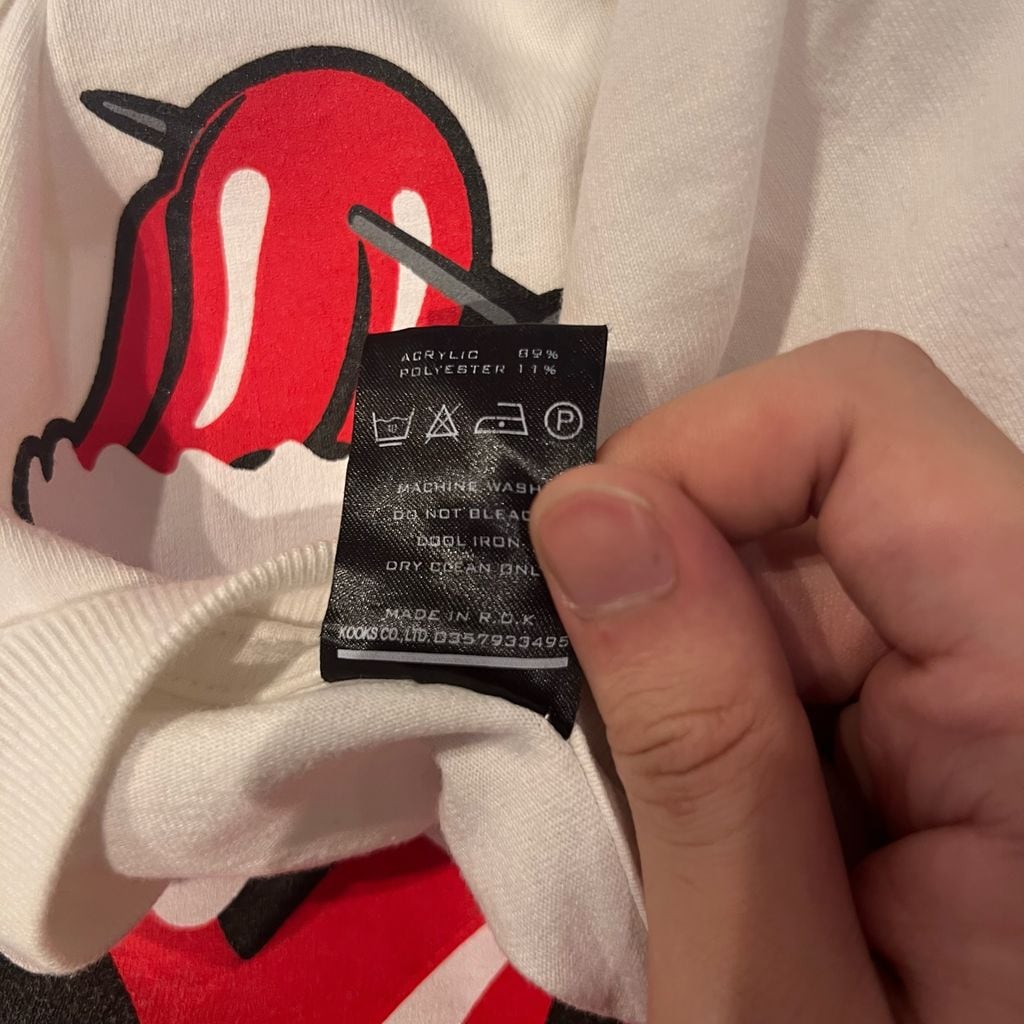 ACRYLIC 89%
POLYESTER 11%
P
MACHINE WASH
DO NOT BLEAC
COOL IRON.
DRY CLEAN ONL
MADE IN R.O.K
KOOKS CO., LTD. 0357933495